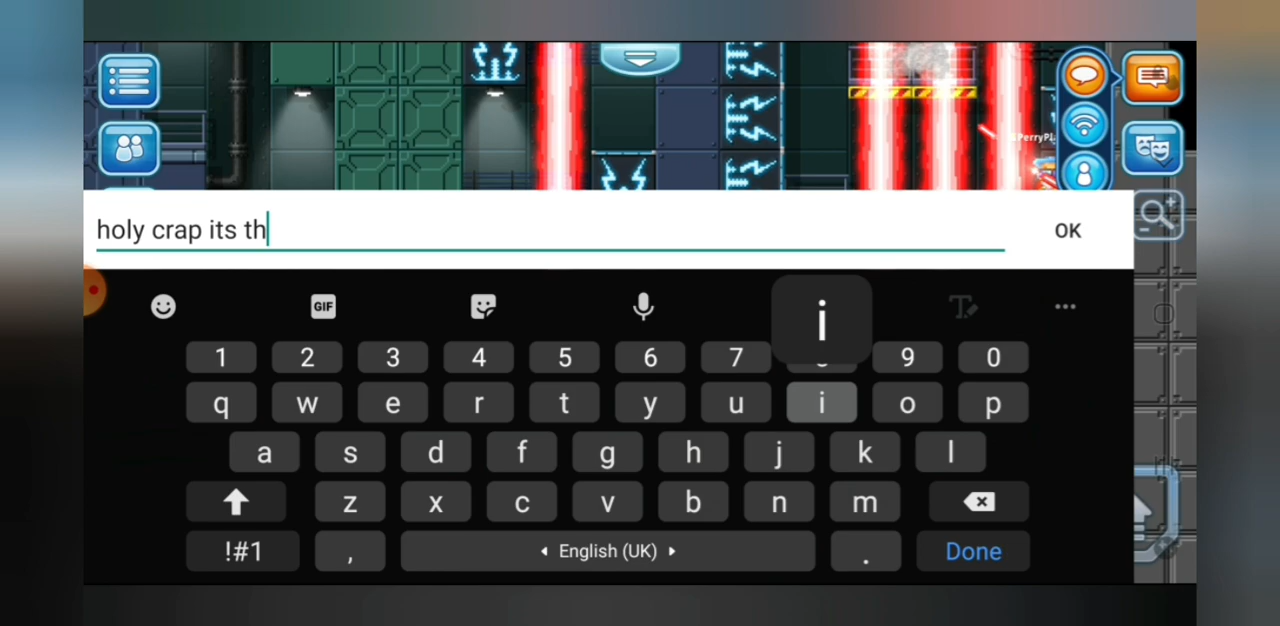 holy crap its th
OK
GIF
i
1 2 3 4 5 6 7 9 0
q w e r t y u i o p
a s d f g h j k l
z x c v b n m
!#1 , English (UK) . Done